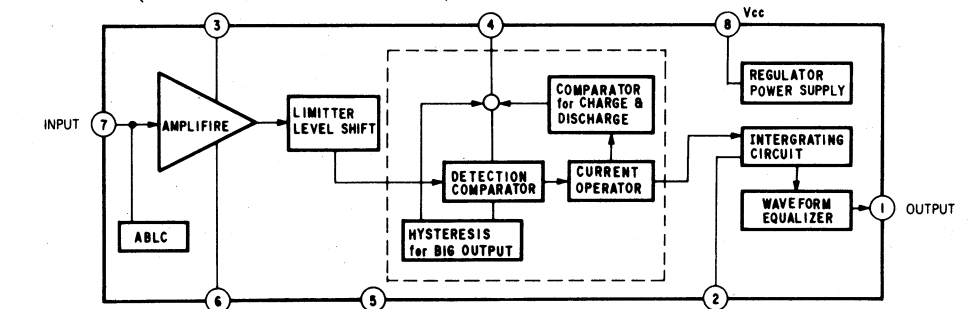 3
4
8
Vcc
INPUT
7
AMPLIFIRE
LIMITTER
LEVEL SHIFT
COMPARATOR
for CHARGE &
DISCHARGE
REGULATOR
POWER SUPPLY
DETECTION
COMPARATOR
CURRENT
OPERATOR
INTERGRATING
CIRCUIT
WAVEFORM
EQUALIZER
1
OUTPUT
ABLC
HYSTERESIS
for BIG OUTPUT
6
5
2